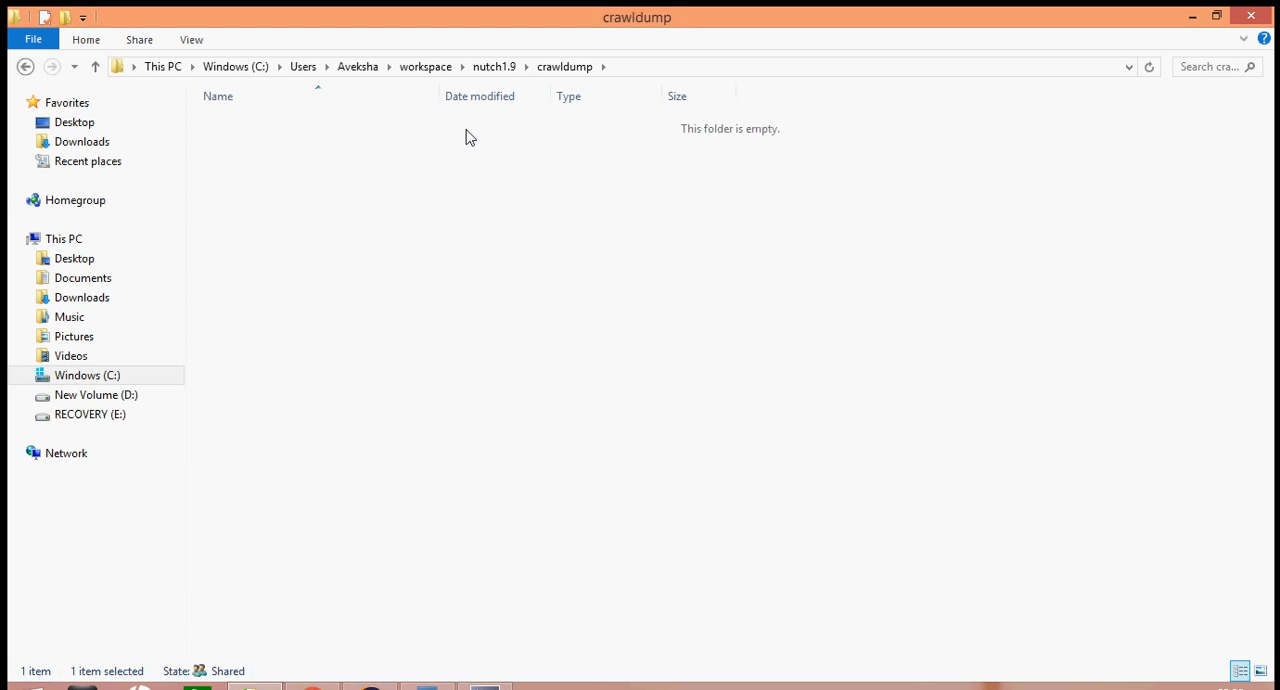 crawldump
File Home Share View
This PC Windows (C:) Users Aveksha workspace nutch1.9 crawldump Search cra...
Name Date modified Type Size
This folder is empty.
Favorites
Desktop
Downloads
Recent places
Homegroup
This PC
Desktop
Documents
Downloads
Music
Pictures
Videos
Windows (C:)
New Volume (D:)
RECOVERY (E:)
Network
1 item 1 item selected State: Shared